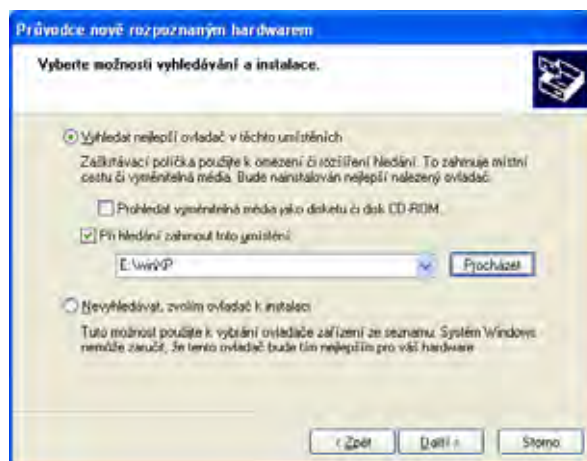 Průvodce nově rozpoznaným hardwarem
Vyberte možnosti vyhledávání a instalace.
Vyhledat nejlepší ovladač v těchto umístěních
Zaškrtávací políčka použijte k omezení či rozšíření hledání. To zahrnuje místní
cestu či vyměnitelná média. Bude nainstalován nejlepší nalezený ovladač.
Prohledat vyměnitelná média jako disketu či disk CD-ROM.
Při hledání zahrnout toto umístění:
E:\winXP
Procházet
Nevyhledávat, zvolím ovladač k instalaci
Tuto možnost použijte k vybrání ovladače zařízení ze seznamu. Systém Windows
nemůže zaručit, že tento ovladač bude tím nejlepším pro váš hardware.
< Zpět
Další >
Storno